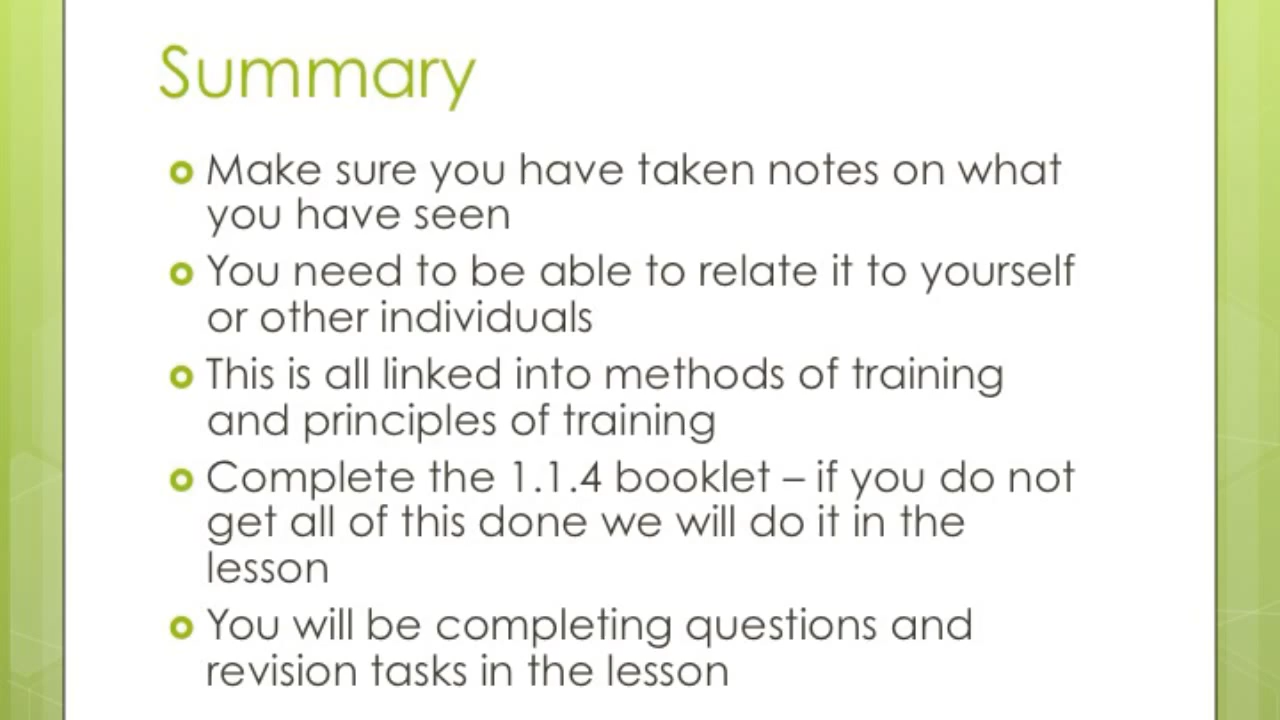 Summary
Make sure you have taken notes on what
you have seen
You need to be able to relate it to yourself
or other individuals
This is all linked into methods of training
and principles of training
Complete the 1.1.4 booklet – if you do not
get all of this done we will do it in the
lesson
You will be completing questions and
revision tasks in the lesson